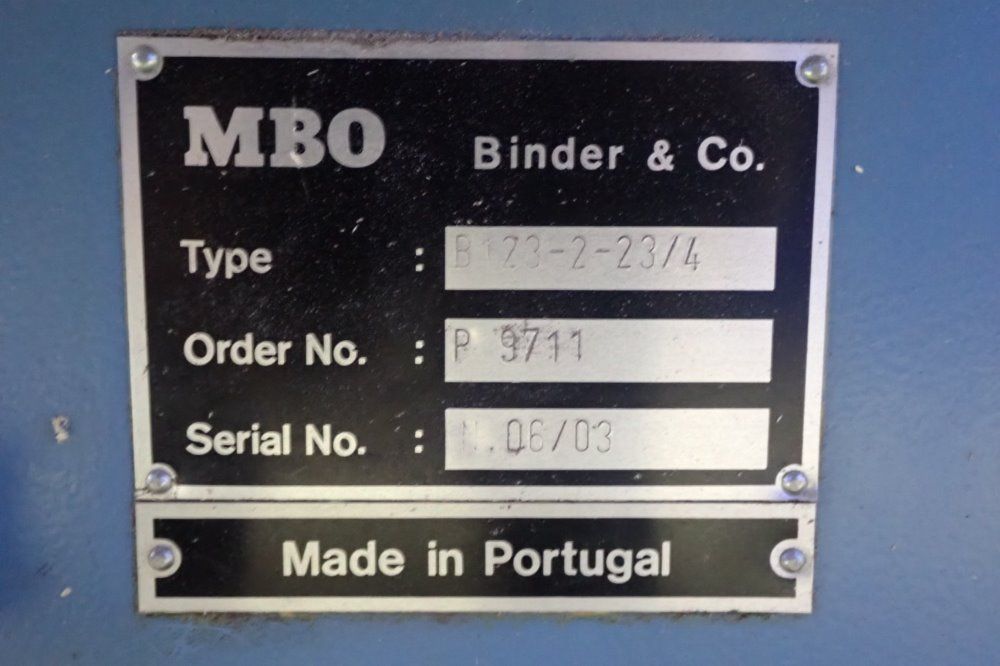 MBO Binder & Co.
Type : B123-2-23/4
Order No. : P 9711
Serial No. : N.06/03
Made in Portugal